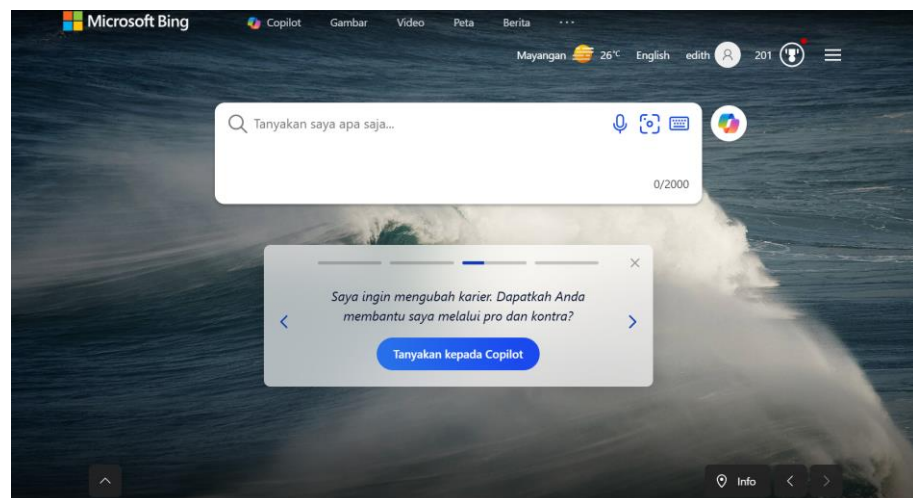 Microsoft Bing
Copilot Gambar Video Peta Berita ...
Mayangan 26°C English edith 201
Tanyakan saya apa saja...
0/2000
Saya ingin mengubah karier. Dapatkah Anda
membantu saya melalui pro dan kontra?
Tanyakan kepada Copilot
Info